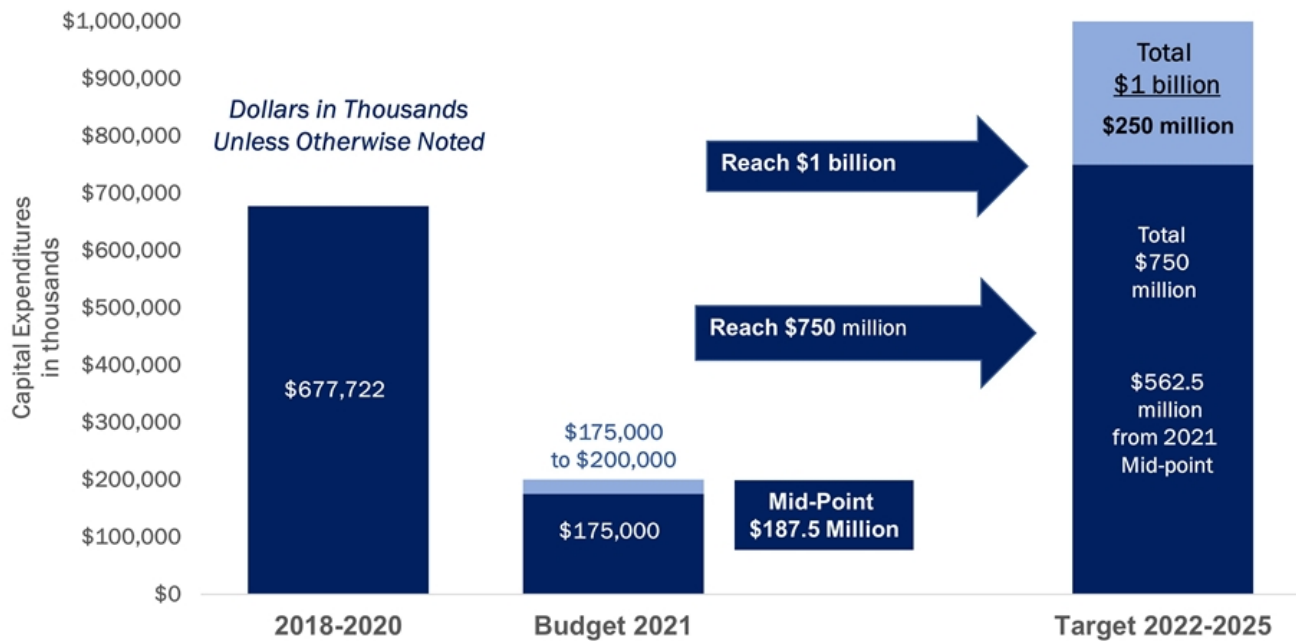 $1,000,000
$900,000
$800,000
$700,000
$600,000
$500,000
$400,000
$300,000
$200,000
$100,000
$0
Capital Expenditures
in thousands
Dollars in Thousands
Unless Otherwise Noted
$677,722
$175,000
to $200,000
$175,000
Mid-Point
$187.5 Million
Reach $1 billion
Reach $750 million
Total
$1 billion
$250 million
Total
$750
million
$562.5
million
from 2021
Mid-point
2018-2020
Budget 2021
Target 2022-2025